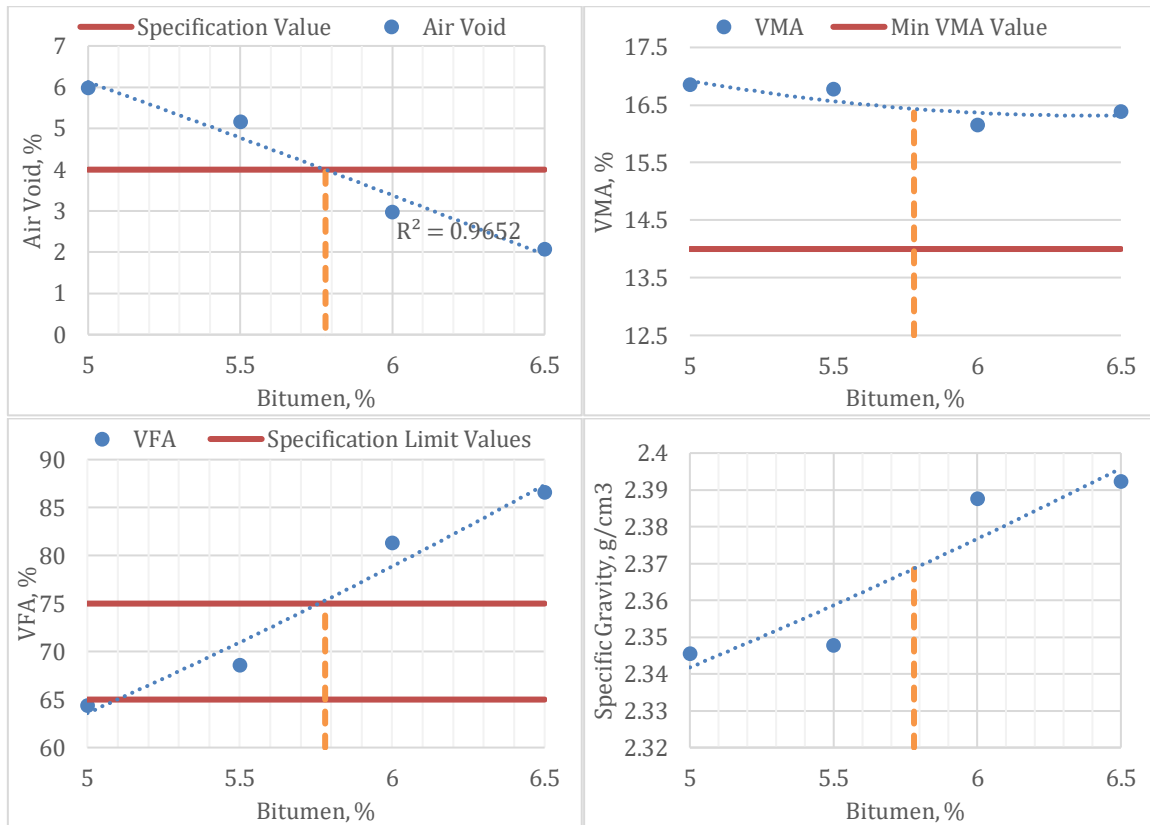 Specification Value Air Void
7
6
5
4
3
2
1
0
Air Void, %
R² = 0.9652
5 5.5 6 6.5
Bitumen, %
VMA Min VMA Value
17.5
16.5
15.5
14.5
13.5
12.5
VMA, %
5 5.5 6 6.5
Bitumen, %
VFA Specification Limit Values
90
85
80
75
70
65
60
VFA, %
5 5.5 6 6.5
Bitumen, %
2.4
2.39
2.38
2.37
2.36
2.35
2.34
2.33
2.32
Specific Gravity, g/cm3
5 5.5 6 6.5
Bitumen, %